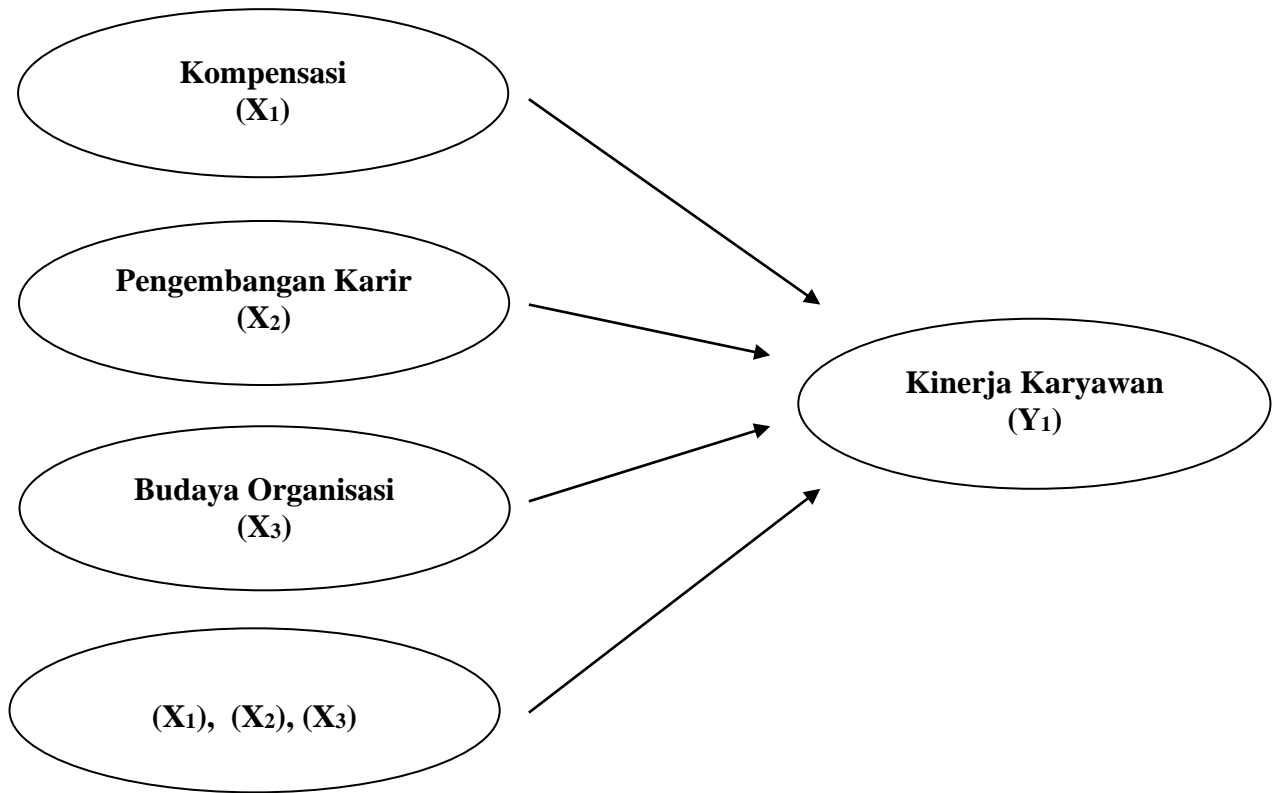 Kompensasi
(X1)
Pengembangan Karir
(X2)
Budaya Organisasi
(X3)
(X1), (X2), (X3)
Kinerja Karyawan
(Y1)